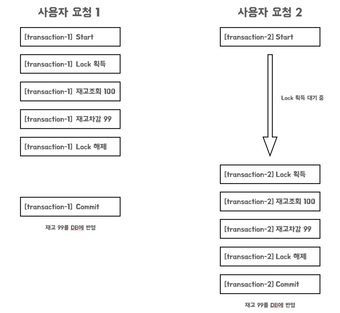 사용자 요청 1
[transaction-1] Start
[transaction-1] Lock 획득
[transaction-1] 재고조회 100
[transaction-1] 재고차감 99
[transaction-1] Lock 해제
[transaction-1] Commit
재고 99를 DB에 반영
사용자 요청 2
[transaction-2] Start
Lock 획득 대기 중
[transaction-2] Lock 획득
[transaction-2] 재고조회 100
[transaction-2] 재고차감 99
[transaction-2] Lock 해제
[transaction-2] Commit
재고 99를 DB에 반영